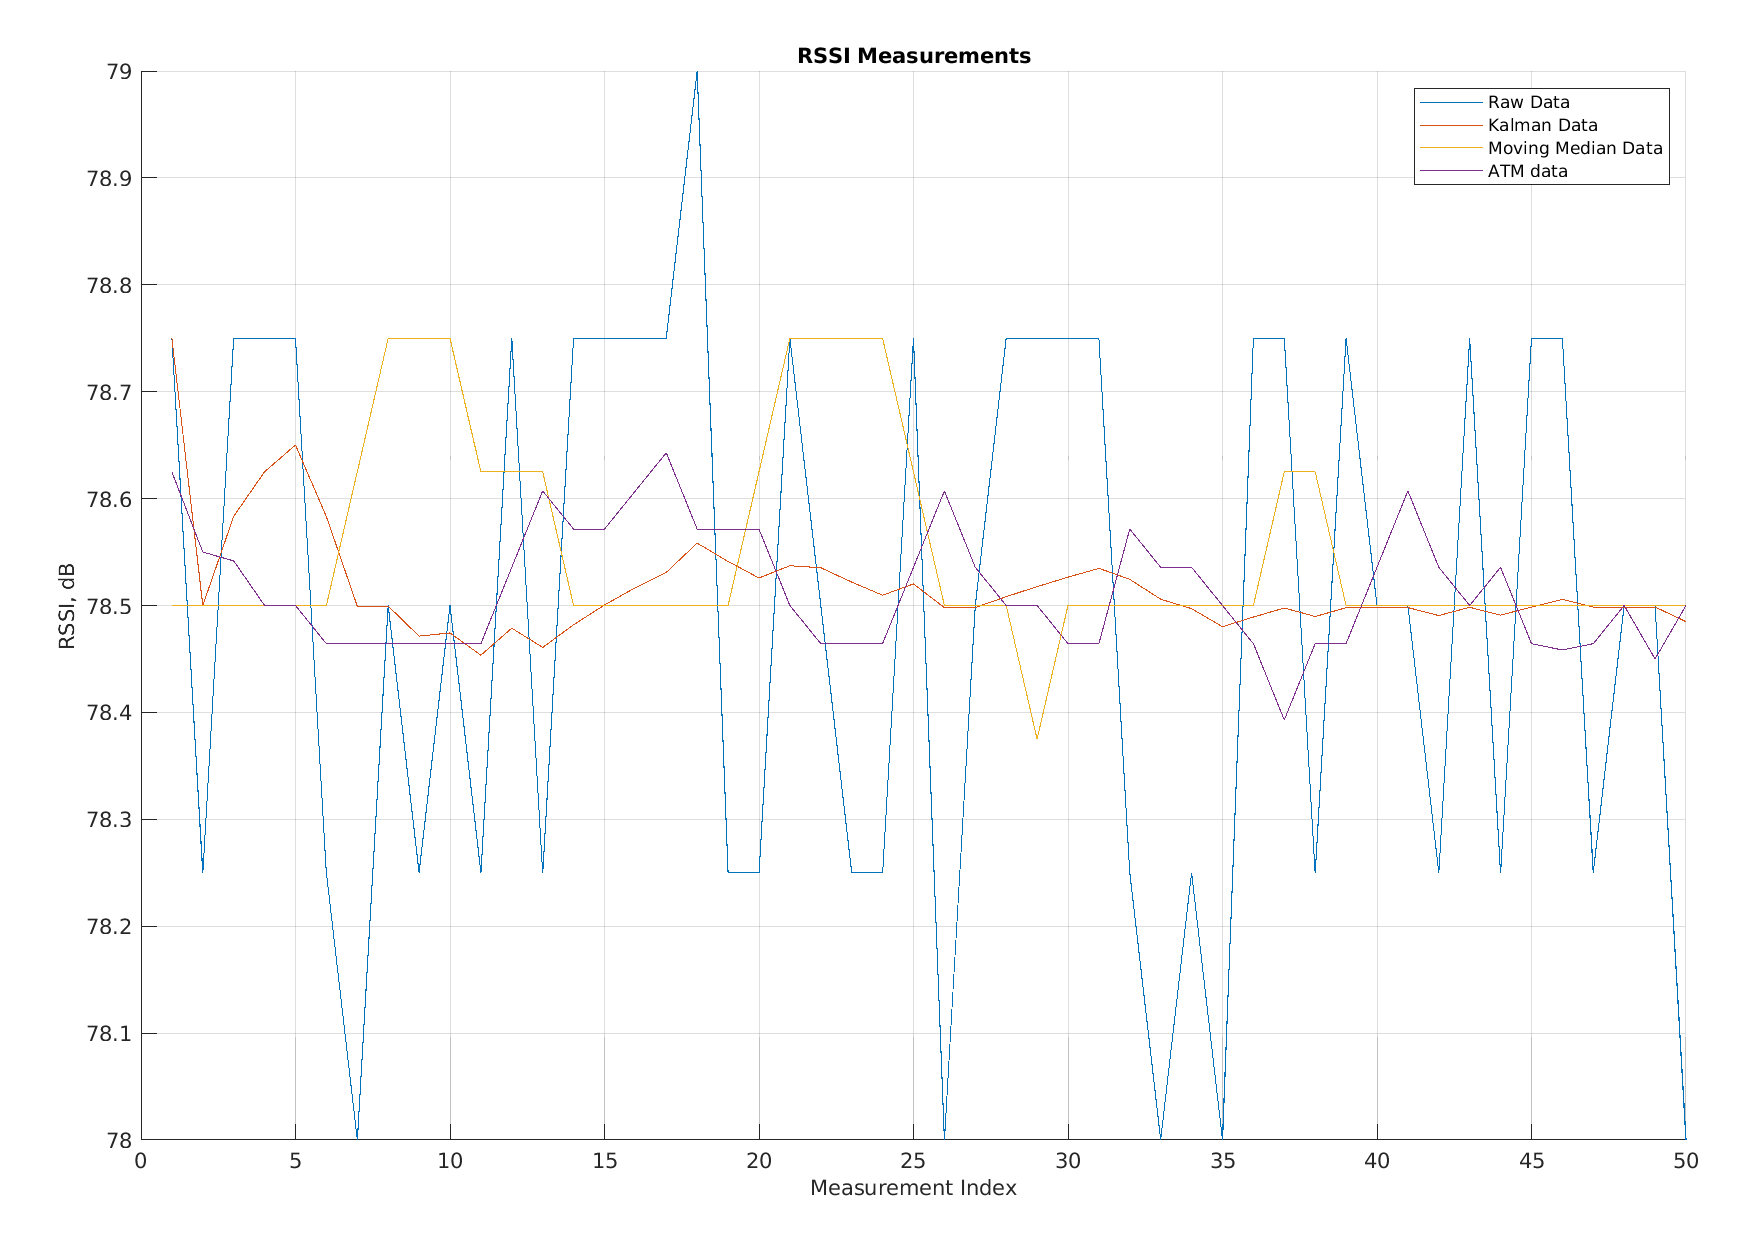 RSSI Measurements
79
78.9
78.8
78.7
78.6
78.5
78.4
78.3
78.2
78.1
78
RSSI, dB
0 5 10 15 20 25 30 35 40 45 50
Measurement Index
Raw Data
Kalman Data
Moving Median Data
ATM data